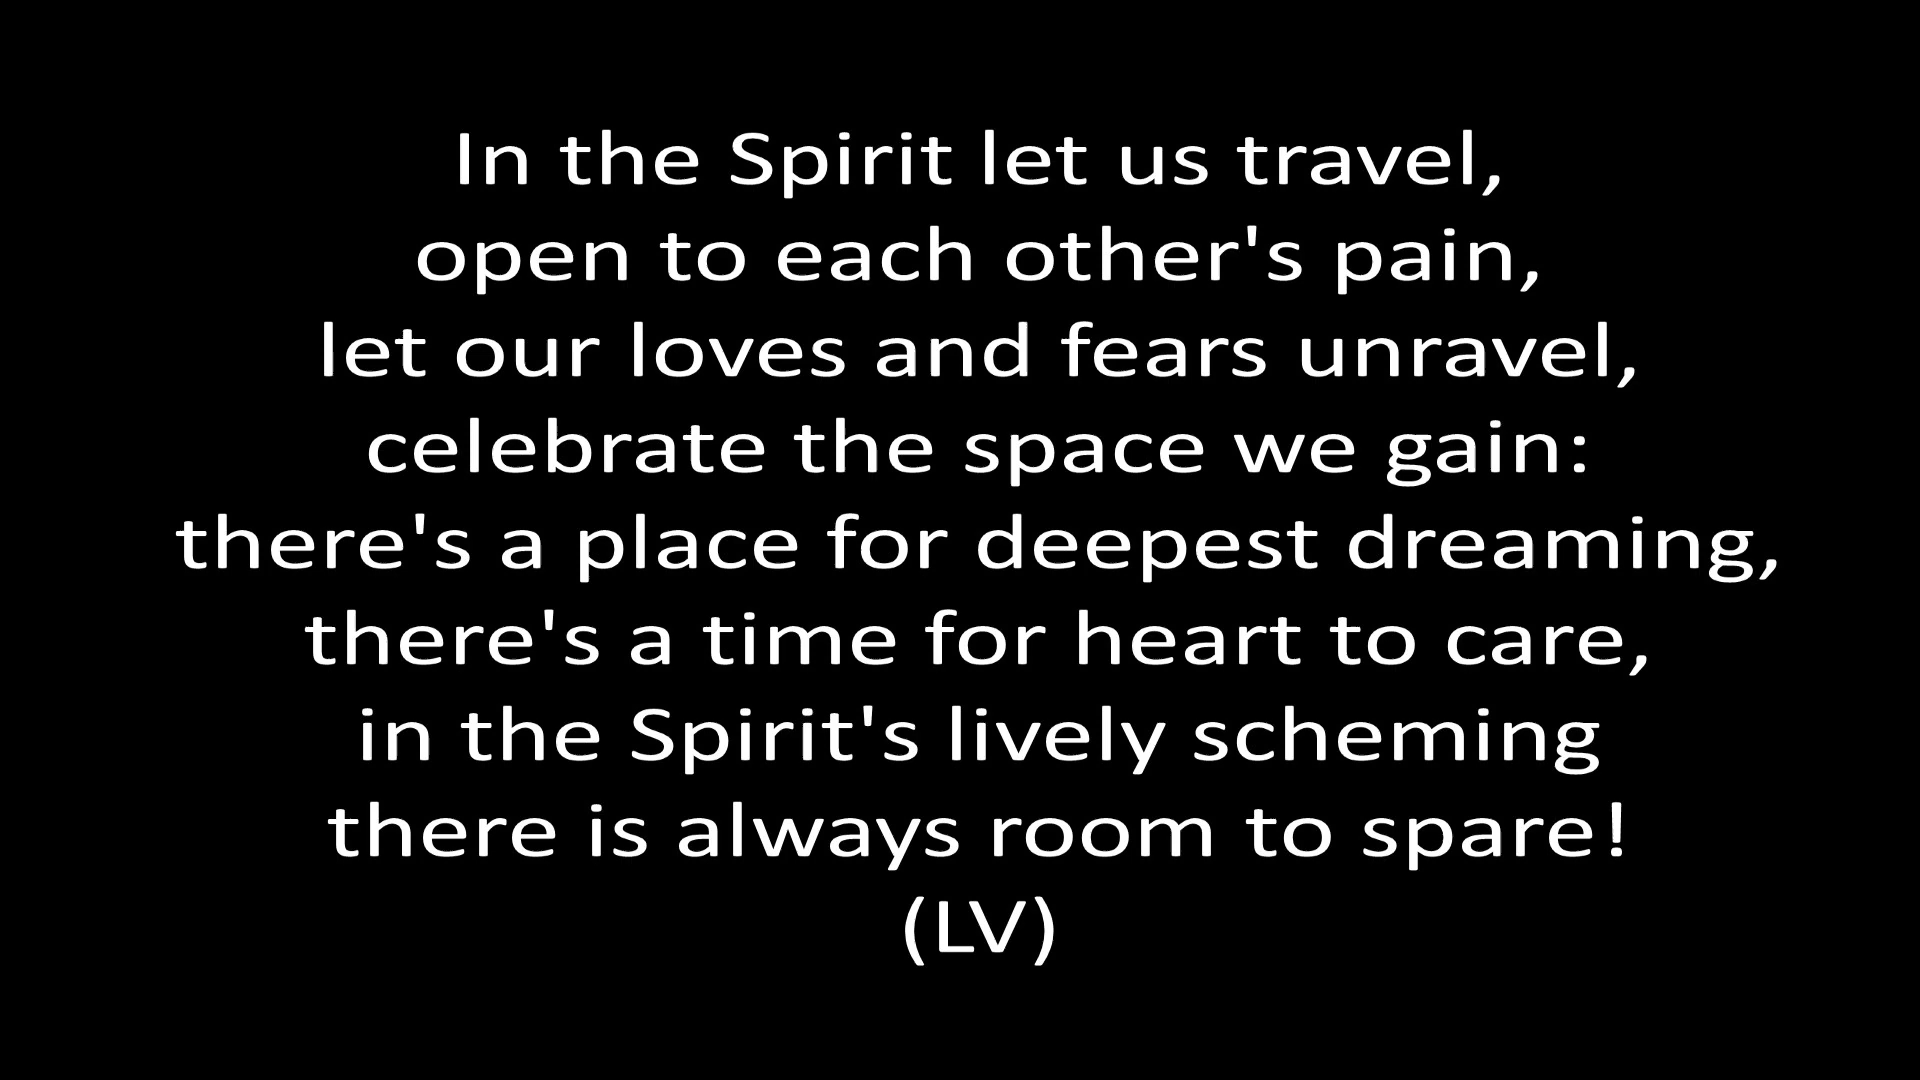 In the Spirit let us travel,
open to each other's pain,
let our loves and fears unravel,
celebrate the space we gain:
there's a place for deepest dreaming,
there's a time for heart to care,
in the Spirit's lively scheming
there is always room to spare!
(LV)